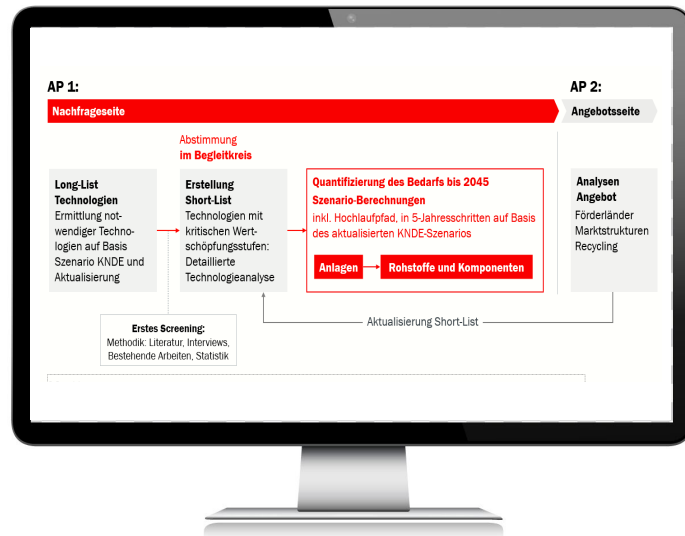 AP 1:
AP 2:
Nachfrageseite
Angebotsseite
Abstimmung
im Begleitkreis
Long-List
Technologien
Ermittlung not-
wendiger Techno-
logien auf Basis
Szenario KNDE und
Aktualisierung
Erstellung
Short-List
Technologien mit
kritischen Wert-
schöpfungsstufen:
Detaillierte
Technologieanalyse
Quantifizierung des Bedarfs bis 2045
Szenario-Berechnungen
inkl. Hochlaufpfad, in 5-Jahresschritten auf Basis
des aktualisierten KNDE-Szenarios
Anlagen
Rohstoffe und Komponenten
Analysen
Angebot
Förderländer
Marktstrukturen
Recycling
Aktualisierung Short-List
Erstes Screening:
Methodik: Literatur, Interviews,
Bestehende Arbeiten, Statistik